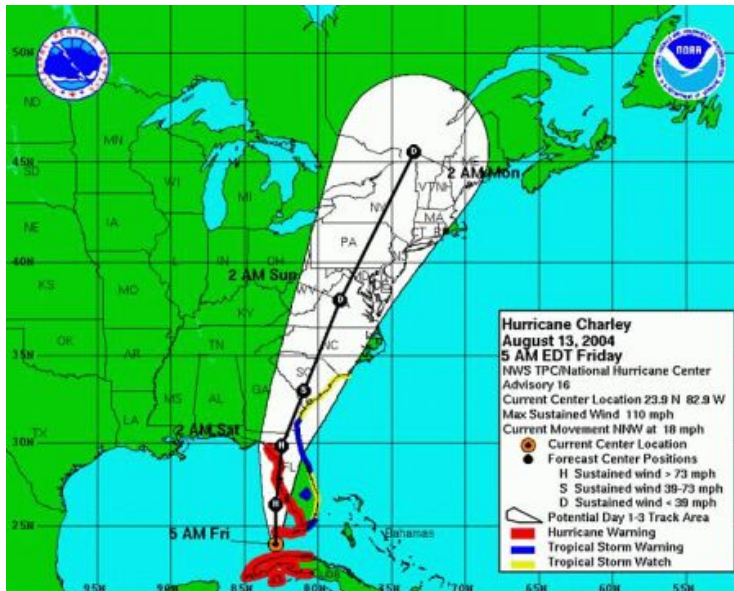 NOAA
50N
ND
MN
45N
SD
WI
MI
ME
2 AM Mon
VT NH
NY
MA
CT R
NE
IA
PA
NJ
40N
IN
OH
2 AM Sun
WV
MD
DE
KS
MO
KY
VA
35N
OK
AR
TN
NC
SC
S
MS
AL
GA
2 AM Sat
TX
LA
30N
H
FL
H
5 AM Fri
25N
Bahamas
D
D
95W
90W
85W
80W
75W
70W
65W
60W
55W
Hurricane Charley
August 13, 2004
5 AM EDT Friday
NWS TPC/National Hurricane Center
Advisory 16
Current Center Location 23.9 N 82.9 W
Max Sustained Wind 110 mph
Current Movement NNW at 18 mph
Current Center Location
Forecast Center Positions
H Sustained wind > 73 mph
S Sustained wind 39-73 mph
D Sustained wind < 39 mph
Potential Day 1-3 Track Area
Hurricane Warning
Tropical Storm Warning
Tropical Storm Watch